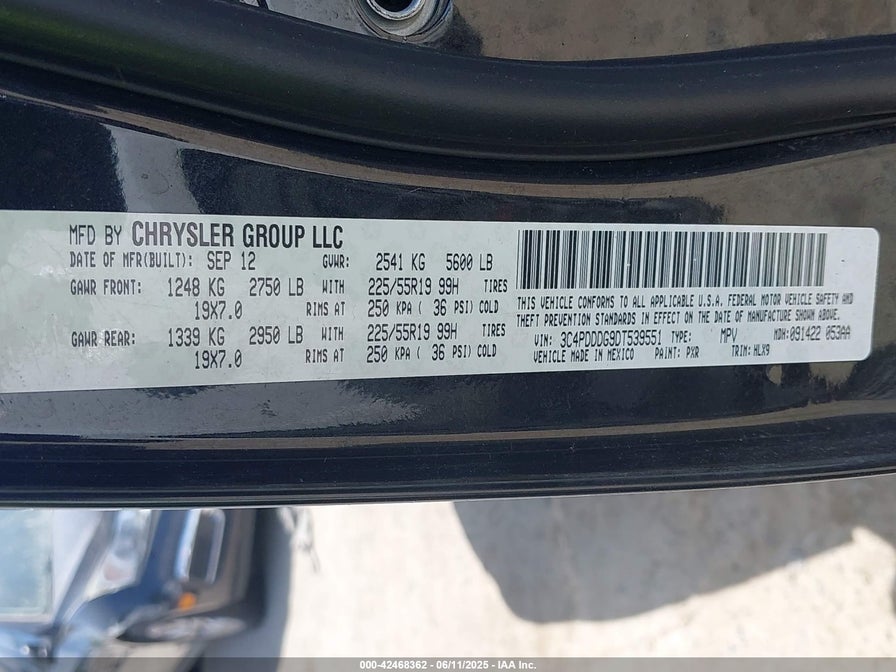 MFD BY CHRYSLER GROUP LLC
DATE OF MFR(BUILT): SEP 12 GVWR: 2541 KG 5600 LB
GAWR FRONT: 1248 KG 2750 LB WITH 225/55R19 99H TIRES
19X7.0 RIMS AT 250 KPA ( 36 PSI) COLD
GAWR REAR: 1339 KG 2950 LB WITH 225/55R19 99H TIRES
19X7.0 RIMS AT 250 KPA ( 36 PSI) COLD
THIS VEHICLE CONFORMS TO ALL APPLICABLE U.S.A. FEDERAL MOTOR VEHICLE SAFETY AND
THEFT PREVENTION STANDARDS IN EFFECT ON THE DATE OF MANUFACTURE SHOWN ABOVE.
VIN: 3C4PDDDG9DT539551 TYPE: MPV MDH: 091422 053AA
VEHICLE MADE IN MEXICO PAINT: PXR TRIM: HLX9
000-42468362 - 06/11/2025 - IAA Inc.